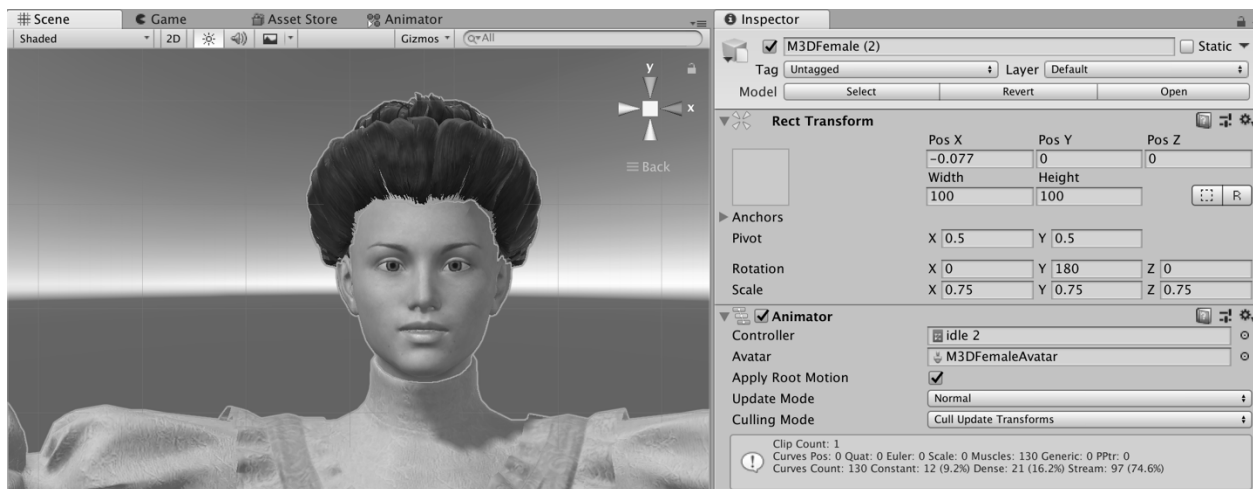 Scene Game Asset Store Animator
Shaded 2D Gizmos All
y
x
Back
Inspector
M3DFemale (2) Static
Tag Untagged Layer Default
Model Select Revert Open
Rect Transform
Pos X Pos Y Pos Z
-0.077 0 0
Width Height
100 100 R
Anchors
Pivot X 0.5 Y 0.5
Rotation X 0 Y 180 Z 0
Scale X 0.75 Y 0.75 Z 0.75
Animator
Controller idle 2
Avatar M3DFemaleAvatar
Apply Root Motion
Update Mode Normal
Culling Mode Cull Update Transforms
Clip Count: 1
Curves Pos: 0 Quat: 0 Euler: 0 Scale: 0 Muscles: 130 Generic: 0 PPtr: 0
Curves Count: 130 Constant: 12 (9.2%) Dense: 21 (16.2%) Stream: 97 (74.6%)